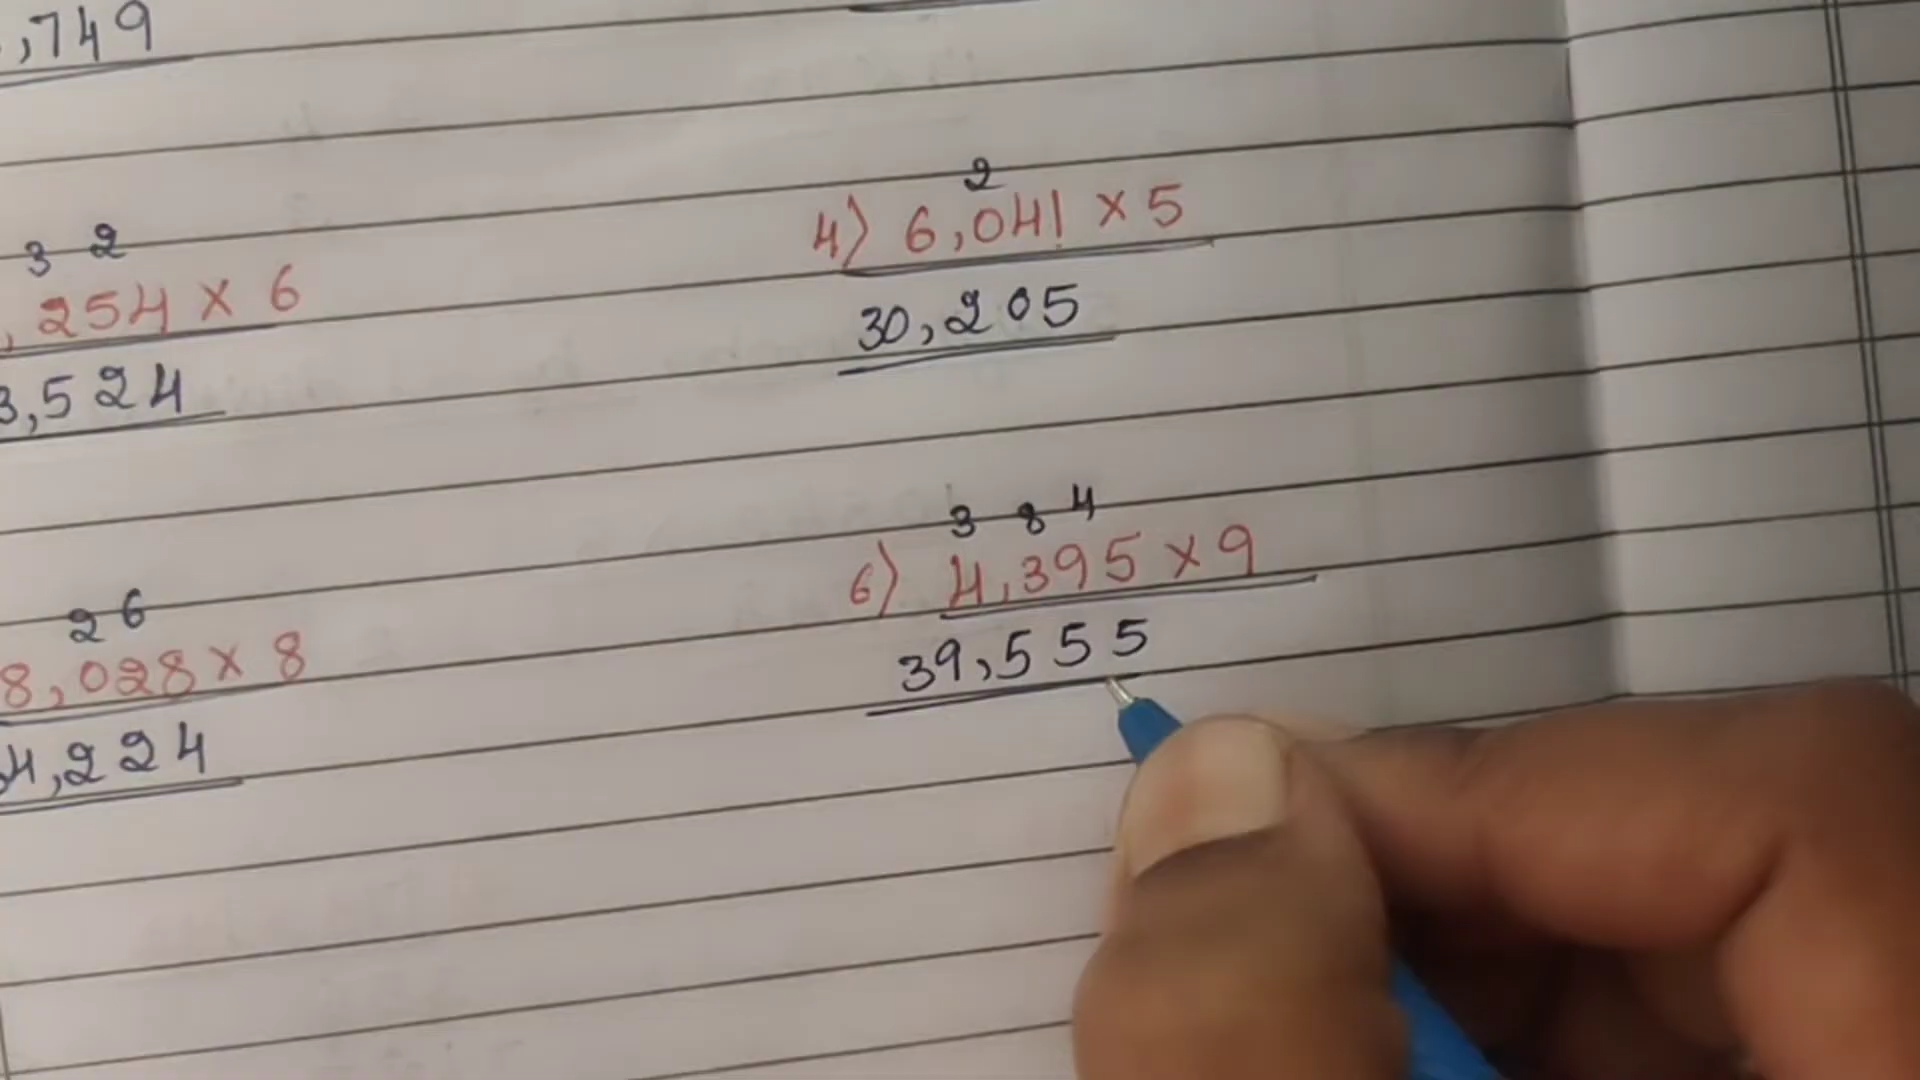 ,749
3 2
,254 × 6
3,524
2 6
8,028 × 8
4,224
2
4) 6,041 × 5
30,205
3 8 4
6) 4,395 × 9
39,555